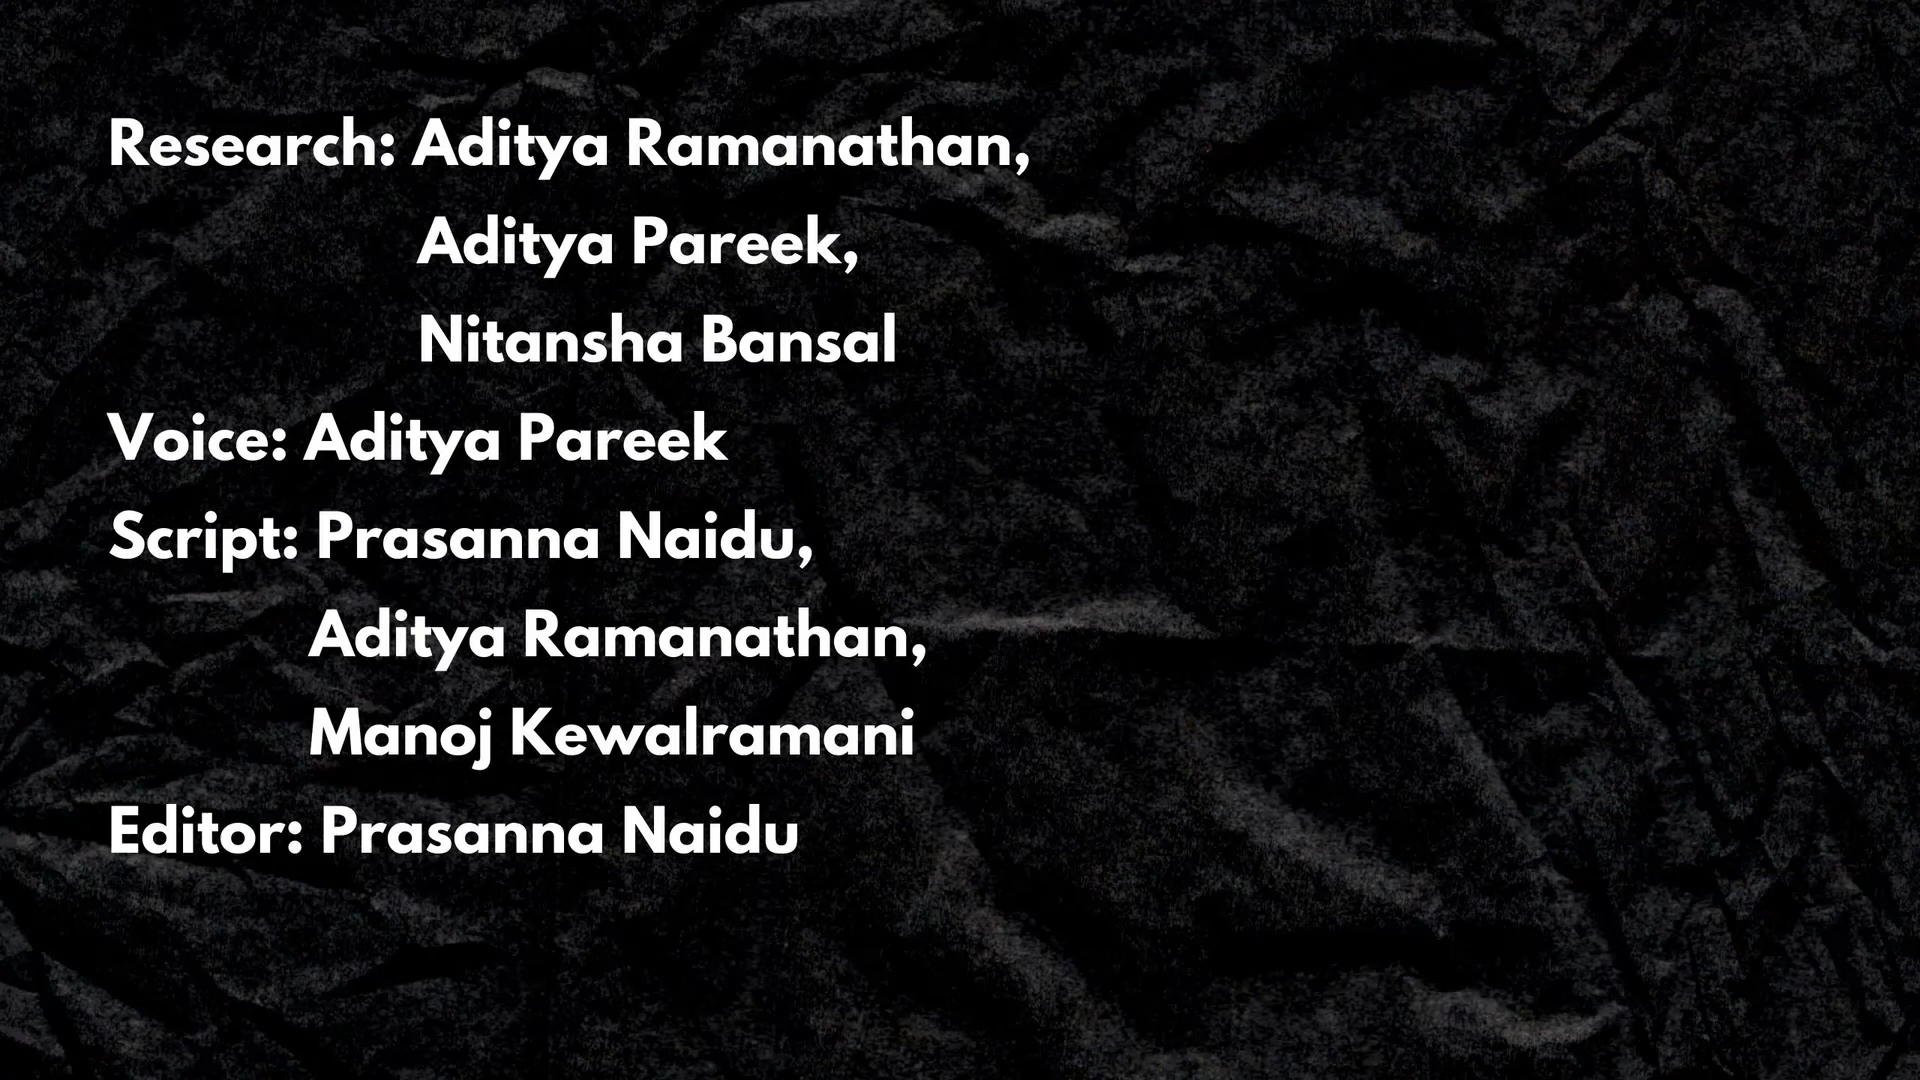 Research: Aditya Ramanathan,
Aditya Pareek,
Nitansha Bansal
Voice: Aditya Pareek
Script: Prasanna Naidu,
Aditya Ramanathan,
Manoj Kewalramani
Editor: Prasanna Naidu